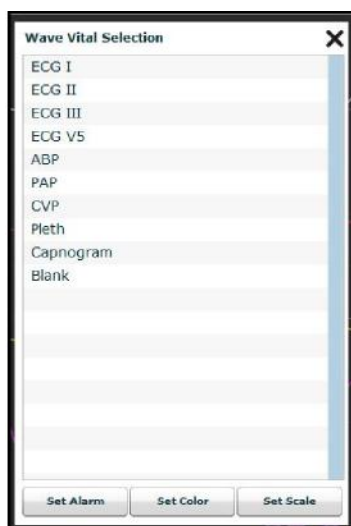 Wave Vital Selection
ECG I
ECG II
ECG III
ECG V5
ABP
PAP
CVP
Pleth
Capnogram
Blank
Set Alarm Set Color Set Scale